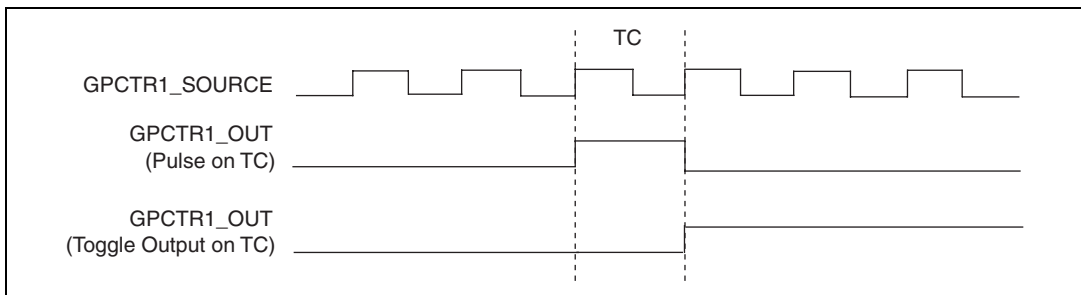 TC
GPCTR1_SOURCE
GPCTR1_OUT
(Pulse on TC)
GPCTR1_OUT
(Toggle Output on TC)